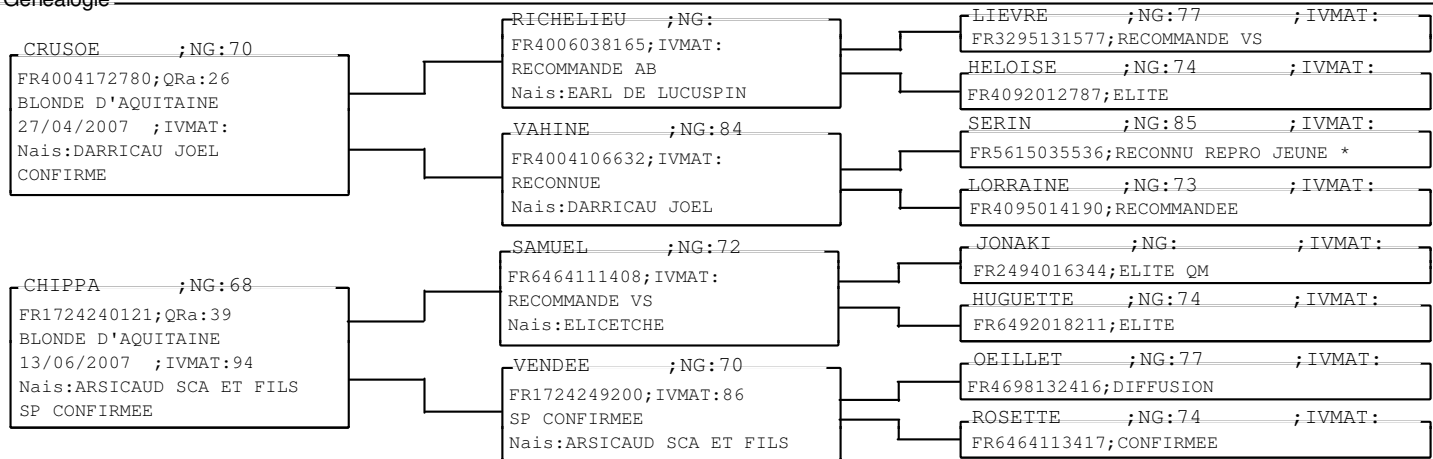 Généalogie
CRUSOE ;NG:70
FR4004172780;QRa:26
BLONDE D'AQUITAINE
27/04/2007 ;IVMAT:
Nais:DARRICAU JOEL
CONFIRME
CHIPPA ;NG:68
FR1724240121;QRa:39
BLONDE D'AQUITAINE
13/06/2007 ;IVMAT:94
Nais:ARSICAUD SCA ET FILS
SP CONFIRMEE
RICHELIEU ;NG:
FR4006038165;IVMAT:
RECOMMANDE AB
Nais:EARL DE LUCUSPIN
VAHINE ;NG:84
FR4004106632;IVMAT:
RECONNUE
Nais:DARRICAU JOEL
SAMUEL ;NG:72
FR6464111408;IVMAT:
RECOMMANDE VS
Nais:ELICETCHE
VENDEE ;NG:70
FR1724249200;IVMAT:86
SP CONFIRMEE
Nais:ARSICAUD SCA ET FILS
LIEVRE ;NG:77 ;IVMAT:
FR3295131577;RECOMMANDE VS
HELOISE ;NG:74 ;IVMAT:
FR4092012787;ELITE
SERIN ;NG:85 ;IVMAT:
FR5615035536;RECONNU REPRO JEUNE *
LORRAINE ;NG:73 ;IVMAT:
FR4095014190;RECOMMANDEE
JONAKI ;NG: ;IVMAT:
FR2494016344;ELITE QM
HUGUETTE ;NG:74 ;IVMAT:
FR6492018211;ELITE
OEILLET ;NG:77 ;IVMAT:
FR4698132416;DIFFUSION
ROSETTE ;NG:74 ;IVMAT:
FR6464113417;CONFIRMEE